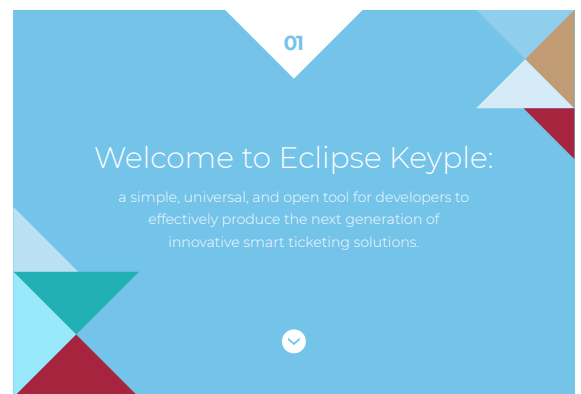 01
Welcome to Eclipse Keyple:
a simple, universal, and open tool for developers to
effectively produce the next generation of
innovative smart ticketing solutions.